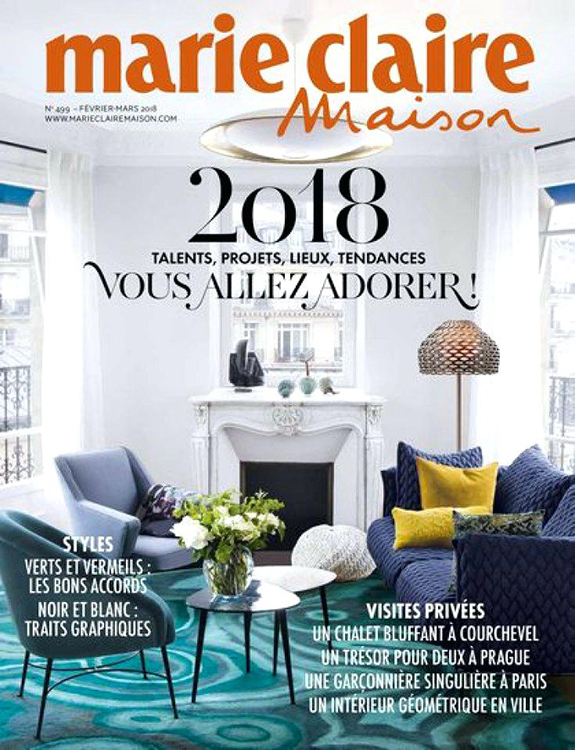 marie claire
Maison
N° 499 - FÉVRIER-MARS 2018
WWW.MARIECLAIREMAISON.COM
2018
TALENTS, PROJETS, LIEUX, TENDANCES
VOUS ALLEZ ADORER !
STYLES
VERTS ET VERMEILS :
LES BONS ACCORDS
NOIR ET BLANC :
TRAITS GRAPHIQUES
VISITES PRIVÉES
UN CHALET BLUFFANT À COURCHEVEL
UN TRÉSOR POUR DEUX À PRAGUE
UNE GARÇONNIÈRE SINGULIÈRE À PARIS
UN INTÉRIEUR GÉOMÉTRIQUE EN VILLE